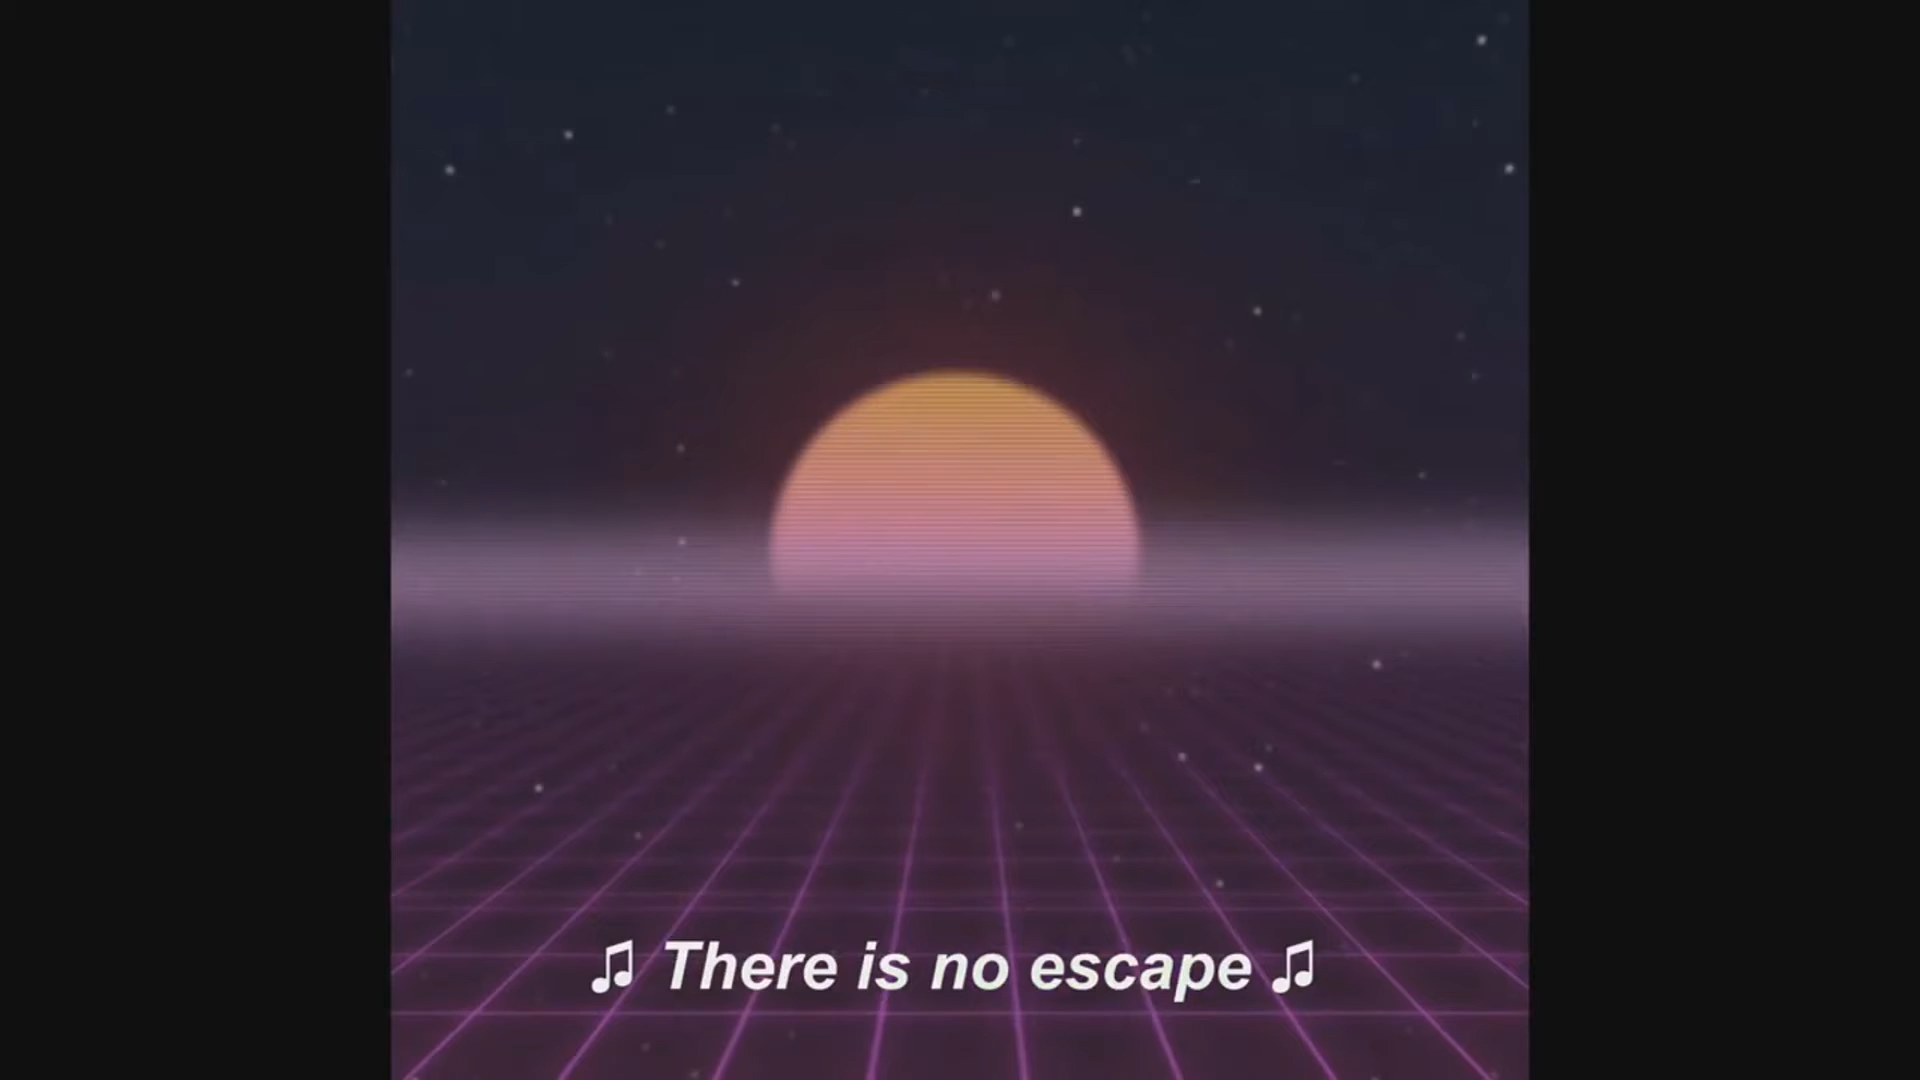 ♫ There is no escape ♫